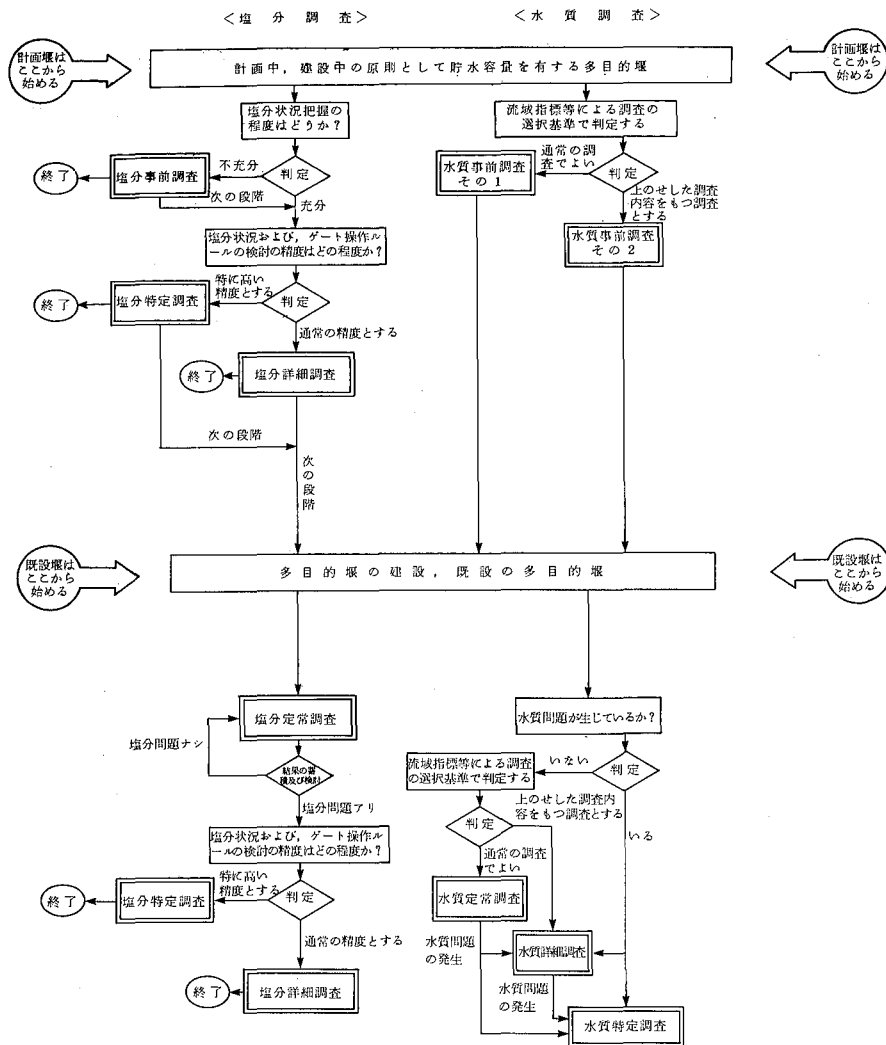 ＜塩分調査＞
＜水質調査＞
計画堰は
ここから
始める
計画堰は
ここから
始める
計画中，建設中の原則として貯水容量を有する多目的堰
塩分状況把握の
程度はどうか？
流域指標等による調査の
選択基準で判定する
判定
不充分
塩分事前調査
終了
次の段階
充分
判定
通常の調
査でよい
水質事前調査
その1
上のせした調査
内容をもつ調査
とする
水質事前調査
その2
塩分状況および，ゲート操作ル
ールの検討の精度はどの程度か？
判定
特に高い
精度とする
塩分特定調査
終了
通常の精度とする
塩分詳細調査
終了
次の段階
次の段階
既設堰は
ここから
始める
既設堰は
ここから
始める
多目的堰の建設，既設の多目的堰
塩分定常調査
塩分問題ナシ
結果の蓄
積及び検討
塩分問題アリ
塩分状況および，ゲート操作ル
ールの検討の精度はどの程度か？
判定
特に高い
精度とする
塩分特定調査
終了
通常の精度とする
塩分詳細調査
終了
水質問題が生じているか？
判定
いない
いる
流域指標等による調査
の選択基準で判定する
判定
上のせした調査内
容をもつ調査とする
通常の調査
でよい
水質定常調査
水質問題
の発生
水質詳細調査
水質問題
の発生
水質特定調査